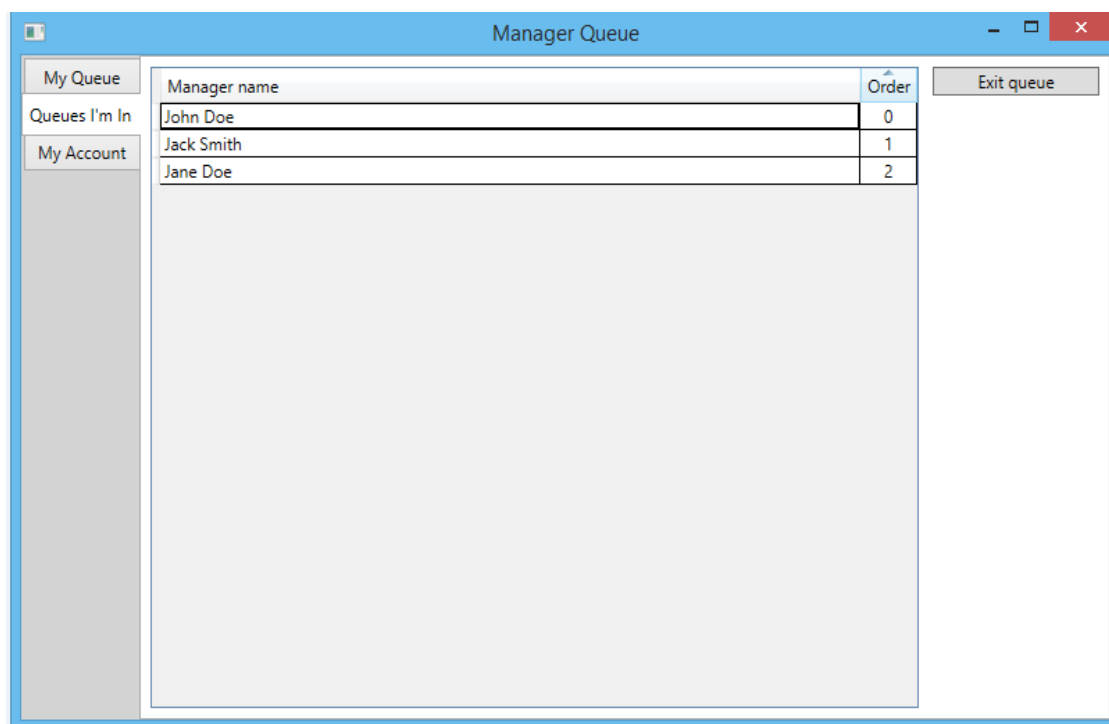 Manager Queue
My Queue
Queues I'm In
My Account
Manager name Order
John Doe 0
Jack Smith 1
Jane Doe 2
Exit queue